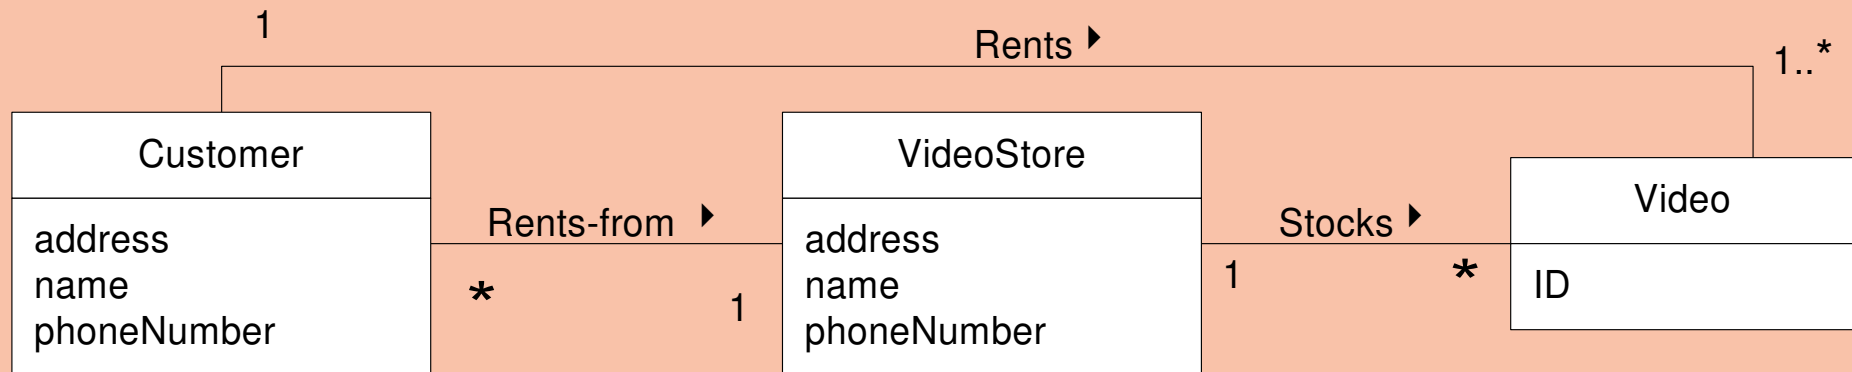 1
Rents
1..*
Customer
address
name
phoneNumber
Rents-from
*
1
VideoStore
address
name
phoneNumber
Stocks
1
*
Video
ID